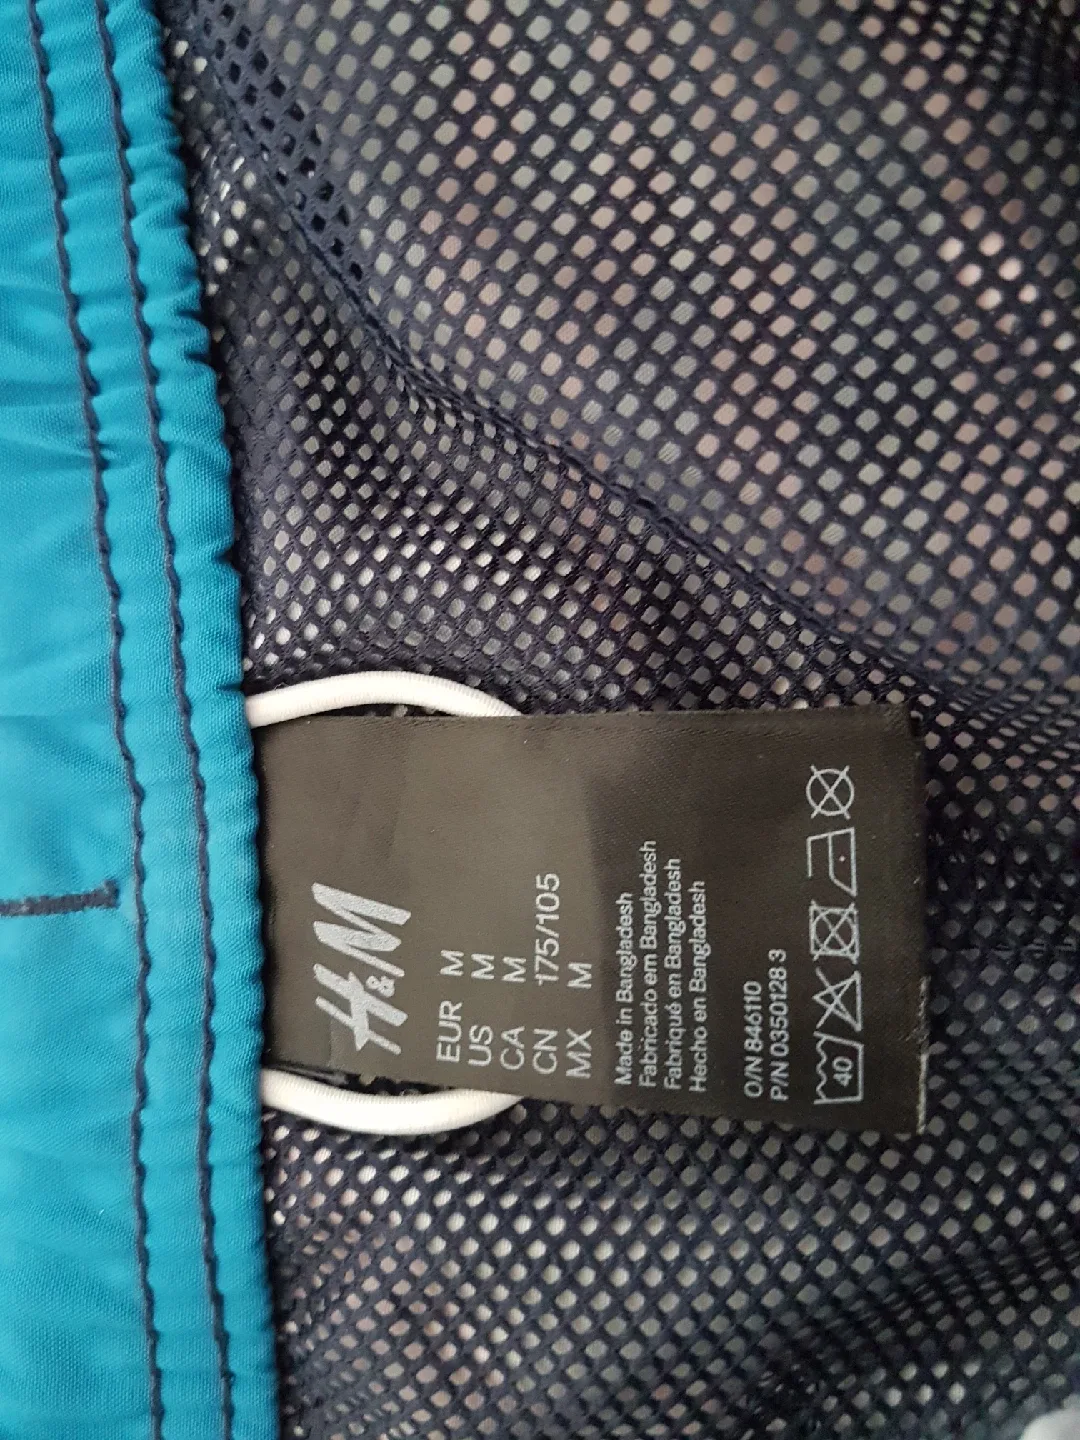 H&M
EUR M
US M
CA M
CN 175/105
MX M
Made in Bangladesh
Fabricado em Bangladesh
Fabriqué en Bangladesh
Hecho en Bangladesh
O/N 846110
P/N 0350128 3
40